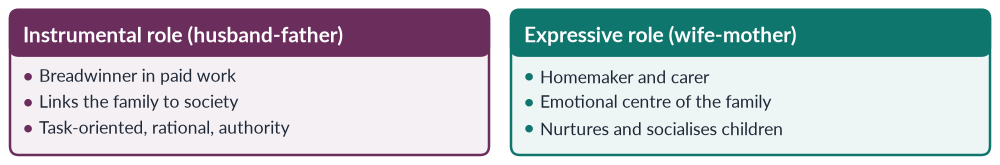 Instrumental role (husband-father)
• Breadwinner in paid work
• Links the family to society
• Task-oriented, rational, authority
Expressive role (wife-mother)
• Homemaker and carer
• Emotional centre of the family
• Nurtures and socialises children